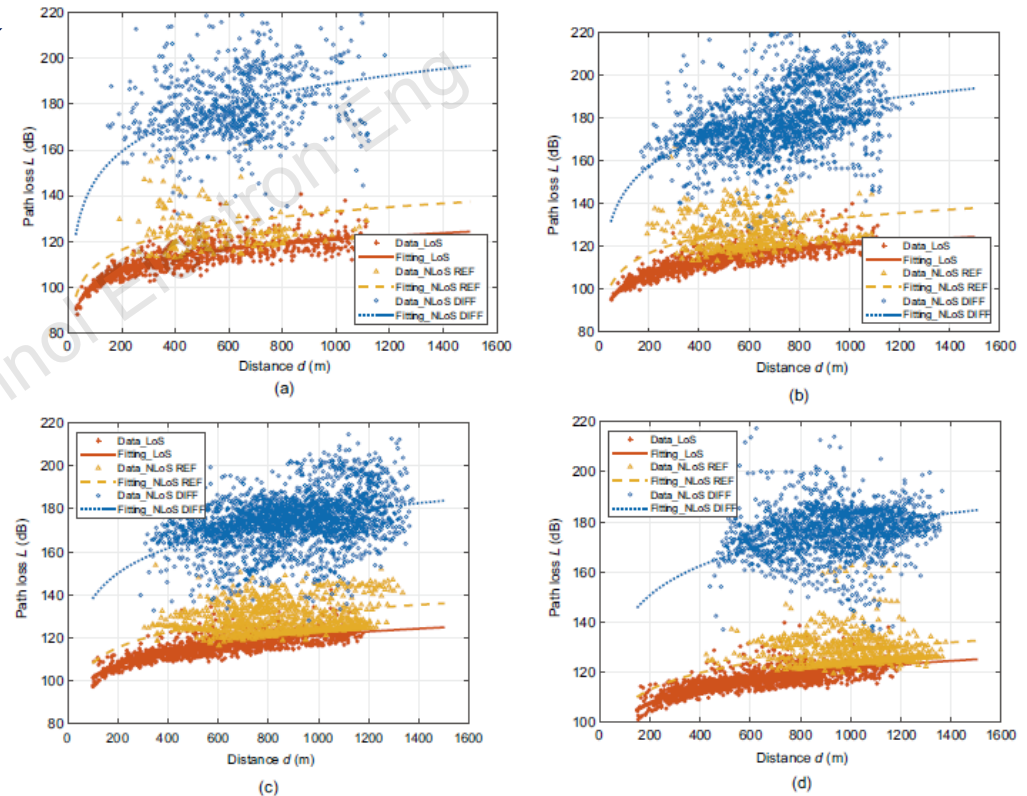 220
200
180
160
140
120
100
80
Path loss L (dB)
Data_LoS
Fitting_LoS
Data_NLoS REF
Fitting_NLoS REF
Data_NLoS DIFF
Fitting_NLoS DIFF
0 200 400 600 800 1000 1200 1400 1600
Distance d (m)
(a)
220
200
180
160
140
120
100
80
Path loss L (dB)
Data_LoS
Fitting_LoS
Data_NLoS REF
Fitting_NLoS REF
Data_NLoS DIFF
Fitting_NLoS DIFF
0 200 400 600 800 1000 1200 1400 1600
Distance d (m)
(b)
220
200
180
160
140
120
100
80
Path loss L (dB)
Data_LoS
Fitting_LoS
Data_NLoS REF
Fitting_NLoS REF
Data_NLoS DIFF
Fitting_NLoS DIFF
0 200 400 600 800 1000 1200 1400 1600
Distance d (m)
(c)
220
200
180
160
140
120
100
Path loss L (dB)
Data_LoS
Fitting_LoS
Data_NLoS REF
Fitting_NLoS REF
Data_NLoS DIFF
Fitting_NLoS DIFF
0 200 400 600 800 1000 1200 1400 1600
Distance d (m)
(d)
Eng